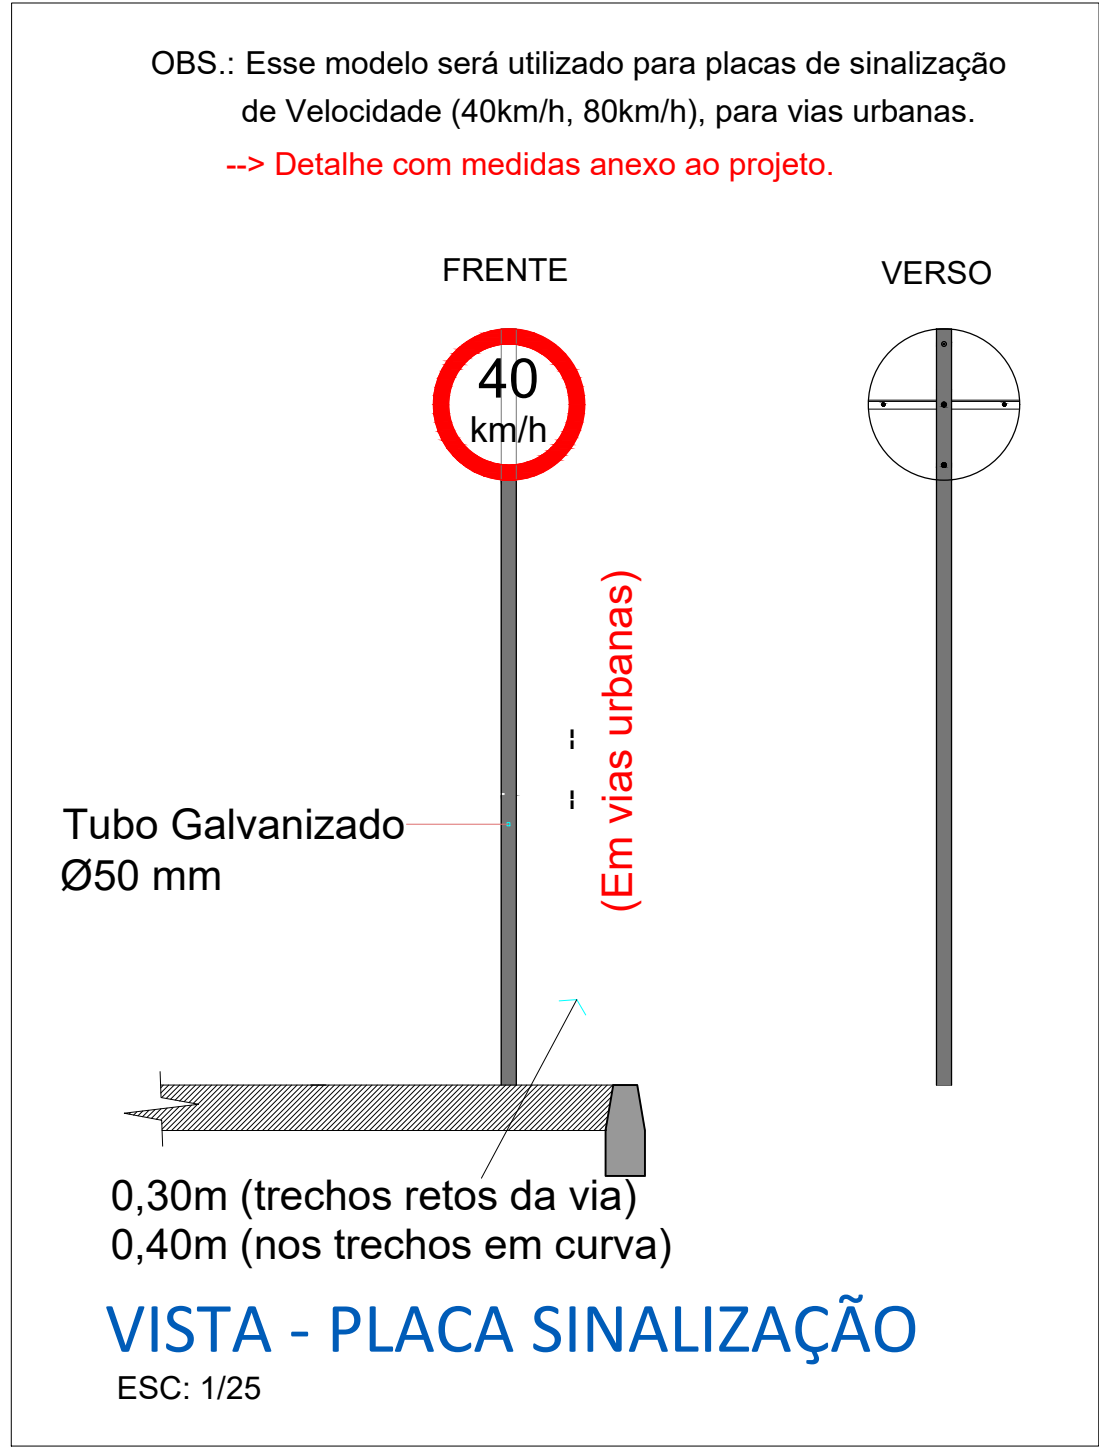 OBS.: Esse modelo será utilizado para placas de sinalização
de Velocidade (40km/h, 80km/h), para vias urbanas.
--> Detalhe com medidas anexo ao projeto.
FRENTE
VERSO
40
km/h
(Em vias urbanas)
Tubo Galvanizado
Ø50 mm
0,30m (trechos retos da via)
0,40m (nos trechos em curva)
VISTA - PLACA SINALIZAÇÃO
ESC: 1/25